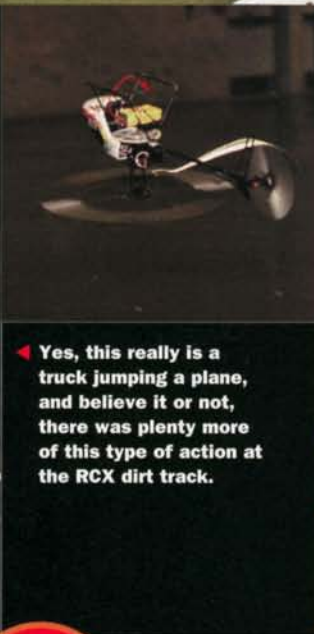 Yes, this really is a
truck jumping a plane,
and believe it or not,
there was plenty more
of this type of action at
the RCX dirt track.